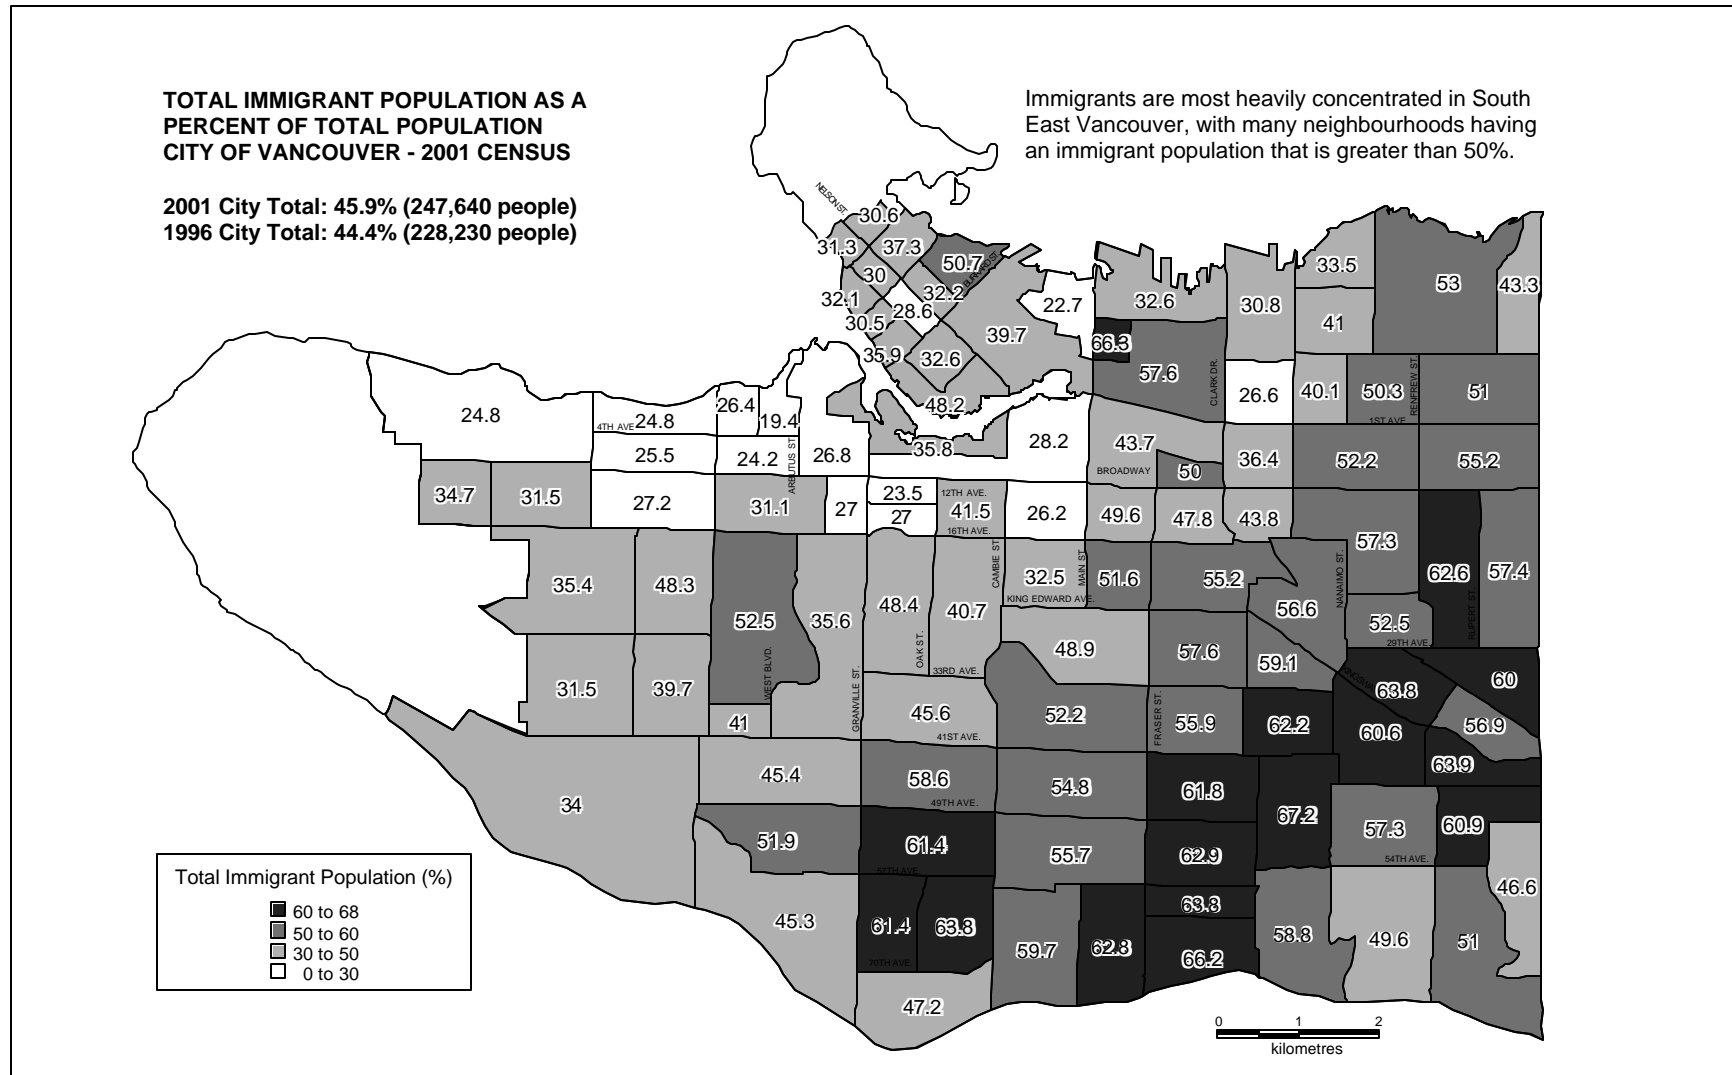 TOTAL IMMIGRANT POPULATION AS A
PERCENT OF TOTAL POPULATION
CITY OF VANCOUVER - 2001 CENSUS
2001 City Total: 45.9% (247,640 people)
1996 City Total: 44.4% (228,230 people)
Immigrants are most heavily concentrated in South
East Vancouver, with many neighbourhoods having
an immigrant population that is greater than 50%.
NELSON ST.
30.6
31.3
37.3
50.7
BURRARD ST.
30
32.2
32.1
28.6
30.5
39.7
35.9
32.6
48.2
22.7
32.6
30.8
33.5
53
43.3
41
66.3
57.6
CLARK DR.
26.6
40.1
50.3
RENFREW ST.
51
1ST AVE.
24.8
4TH AVE
24.8
26.4
19.4
25.5
24.2
ARBUTUS ST.
26.8
35.8
28.2
43.7
BROADWAY
50
36.4
52.2
55.2
34.7
31.5
27.2
31.1
27
23.5
27
12TH AVE.
41.5
16TH AVE.
26.2
49.6
47.8
43.8
57.3
62.6
57.4
35.4
48.3
52.5
35.6
48.4
40.7
CAMBIE ST.
32.5
MAIN ST.
KING EDWARD AVE.
51.6
55.2
56.6
NANAIMO ST.
52.5
29TH AVE.
RUPERT ST.
31.5
39.7
WEST BLVD.
41
GRANVILLE ST.
OAK ST.
33RD AVE.
48.9
57.6
59.1
63.8
60
45.6
41ST AVE.
52.2
FRASER ST.
55.9
62.2
60.6
56.9
63.9
34
45.4
58.6
49TH AVE.
54.8
61.8
67.2
57.3
54TH AVE.
60.9
51.9
61.4
57TH AVE.
55.7
62.9
46.6
45.3
61.4
63.8
70TH AVE.
59.7
62.8
63.8
66.2
58.8
49.6
51
47.2
Total Immigrant Population (%)
60 to 68
50 to 60
30 to 50
0 to 30
0 1 2
kilometres